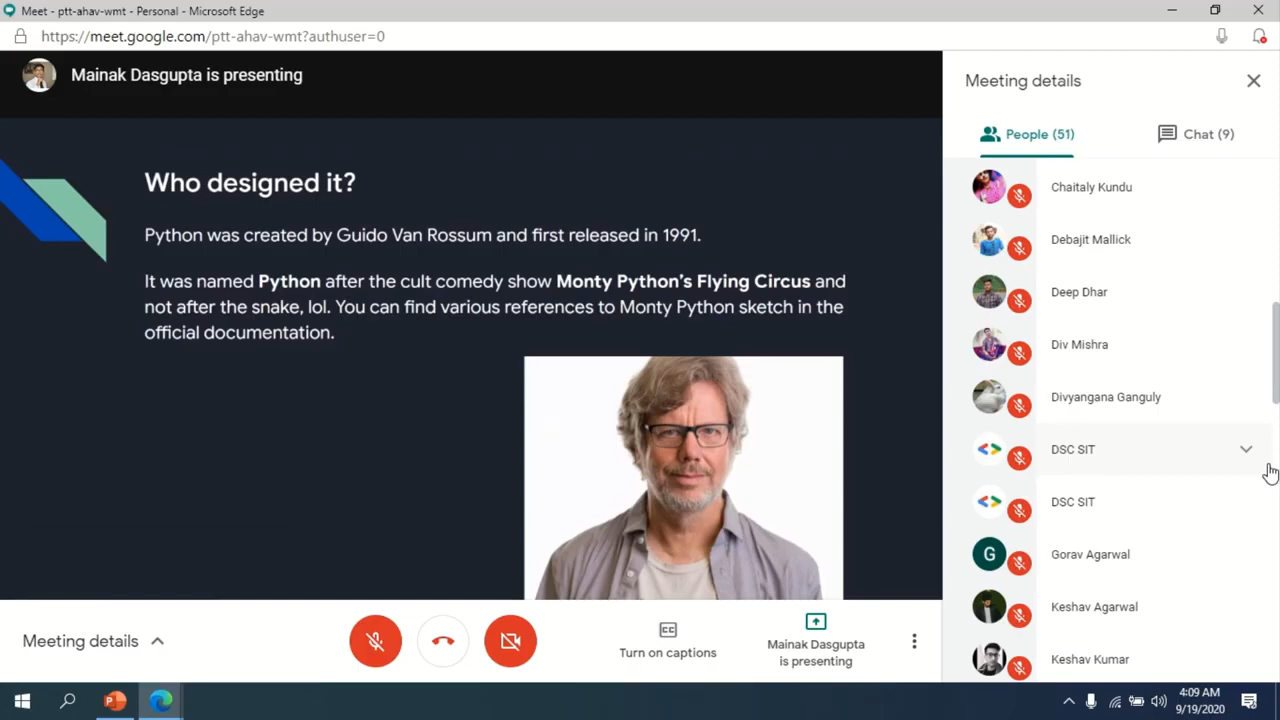 Meet - ptt-ahav-wmt - Personal - Microsoft Edge
https://meet.google.com/ptt-ahav-wmt?authuser=0
Mainak Dasgupta is presenting
Who designed it?
Python was created by Guido Van Rossum and first released in 1991.
It was named Python after the cult comedy show Monty Python's Flying Circus and
not after the snake, lol. You can find various references to Monty Python sketch in the
official documentation.
Meeting details
People (51)
Chat (9)
Chaitaly Kundu
Debajit Mallick
Deep Dhar
Div Mishra
Divyangana Ganguly
DSC SIT
DSC SIT
G
Gorav Agarwal
Keshav Agarwal
Keshav Kumar
Meeting details
CC
Turn on captions
Mainak Dasgupta
is presenting
P
4:09 AM
9/19/2020